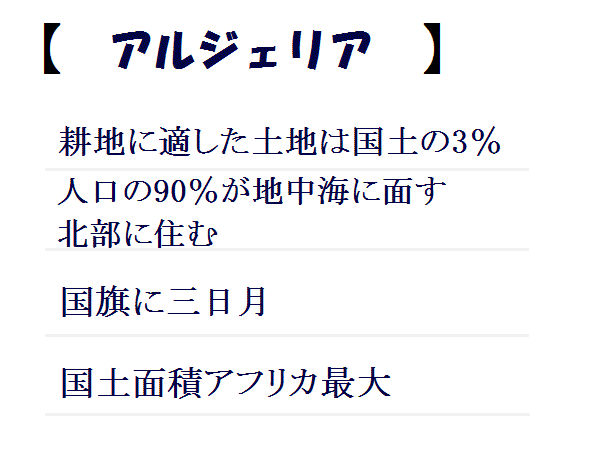 【 アルジェリア 】
耕地に適した土地は国土の3％
人口の90％が地中海に面す
北部に住む
国旗に三日月
国土面積アフリカ最大